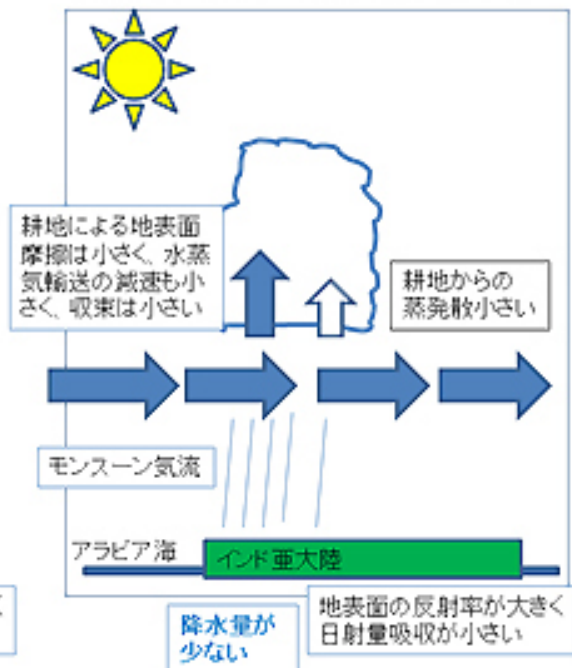 耕地による地表面
摩擦は小さく、水蒸
気輸送の減速も小
さく、収束は小さい
耕地からの
蒸発散小さい
モンスーン気流
アラビア海
インド亜大陸
降水量が
少ない
地表面の反射率が大きく
日射量吸収が小さい